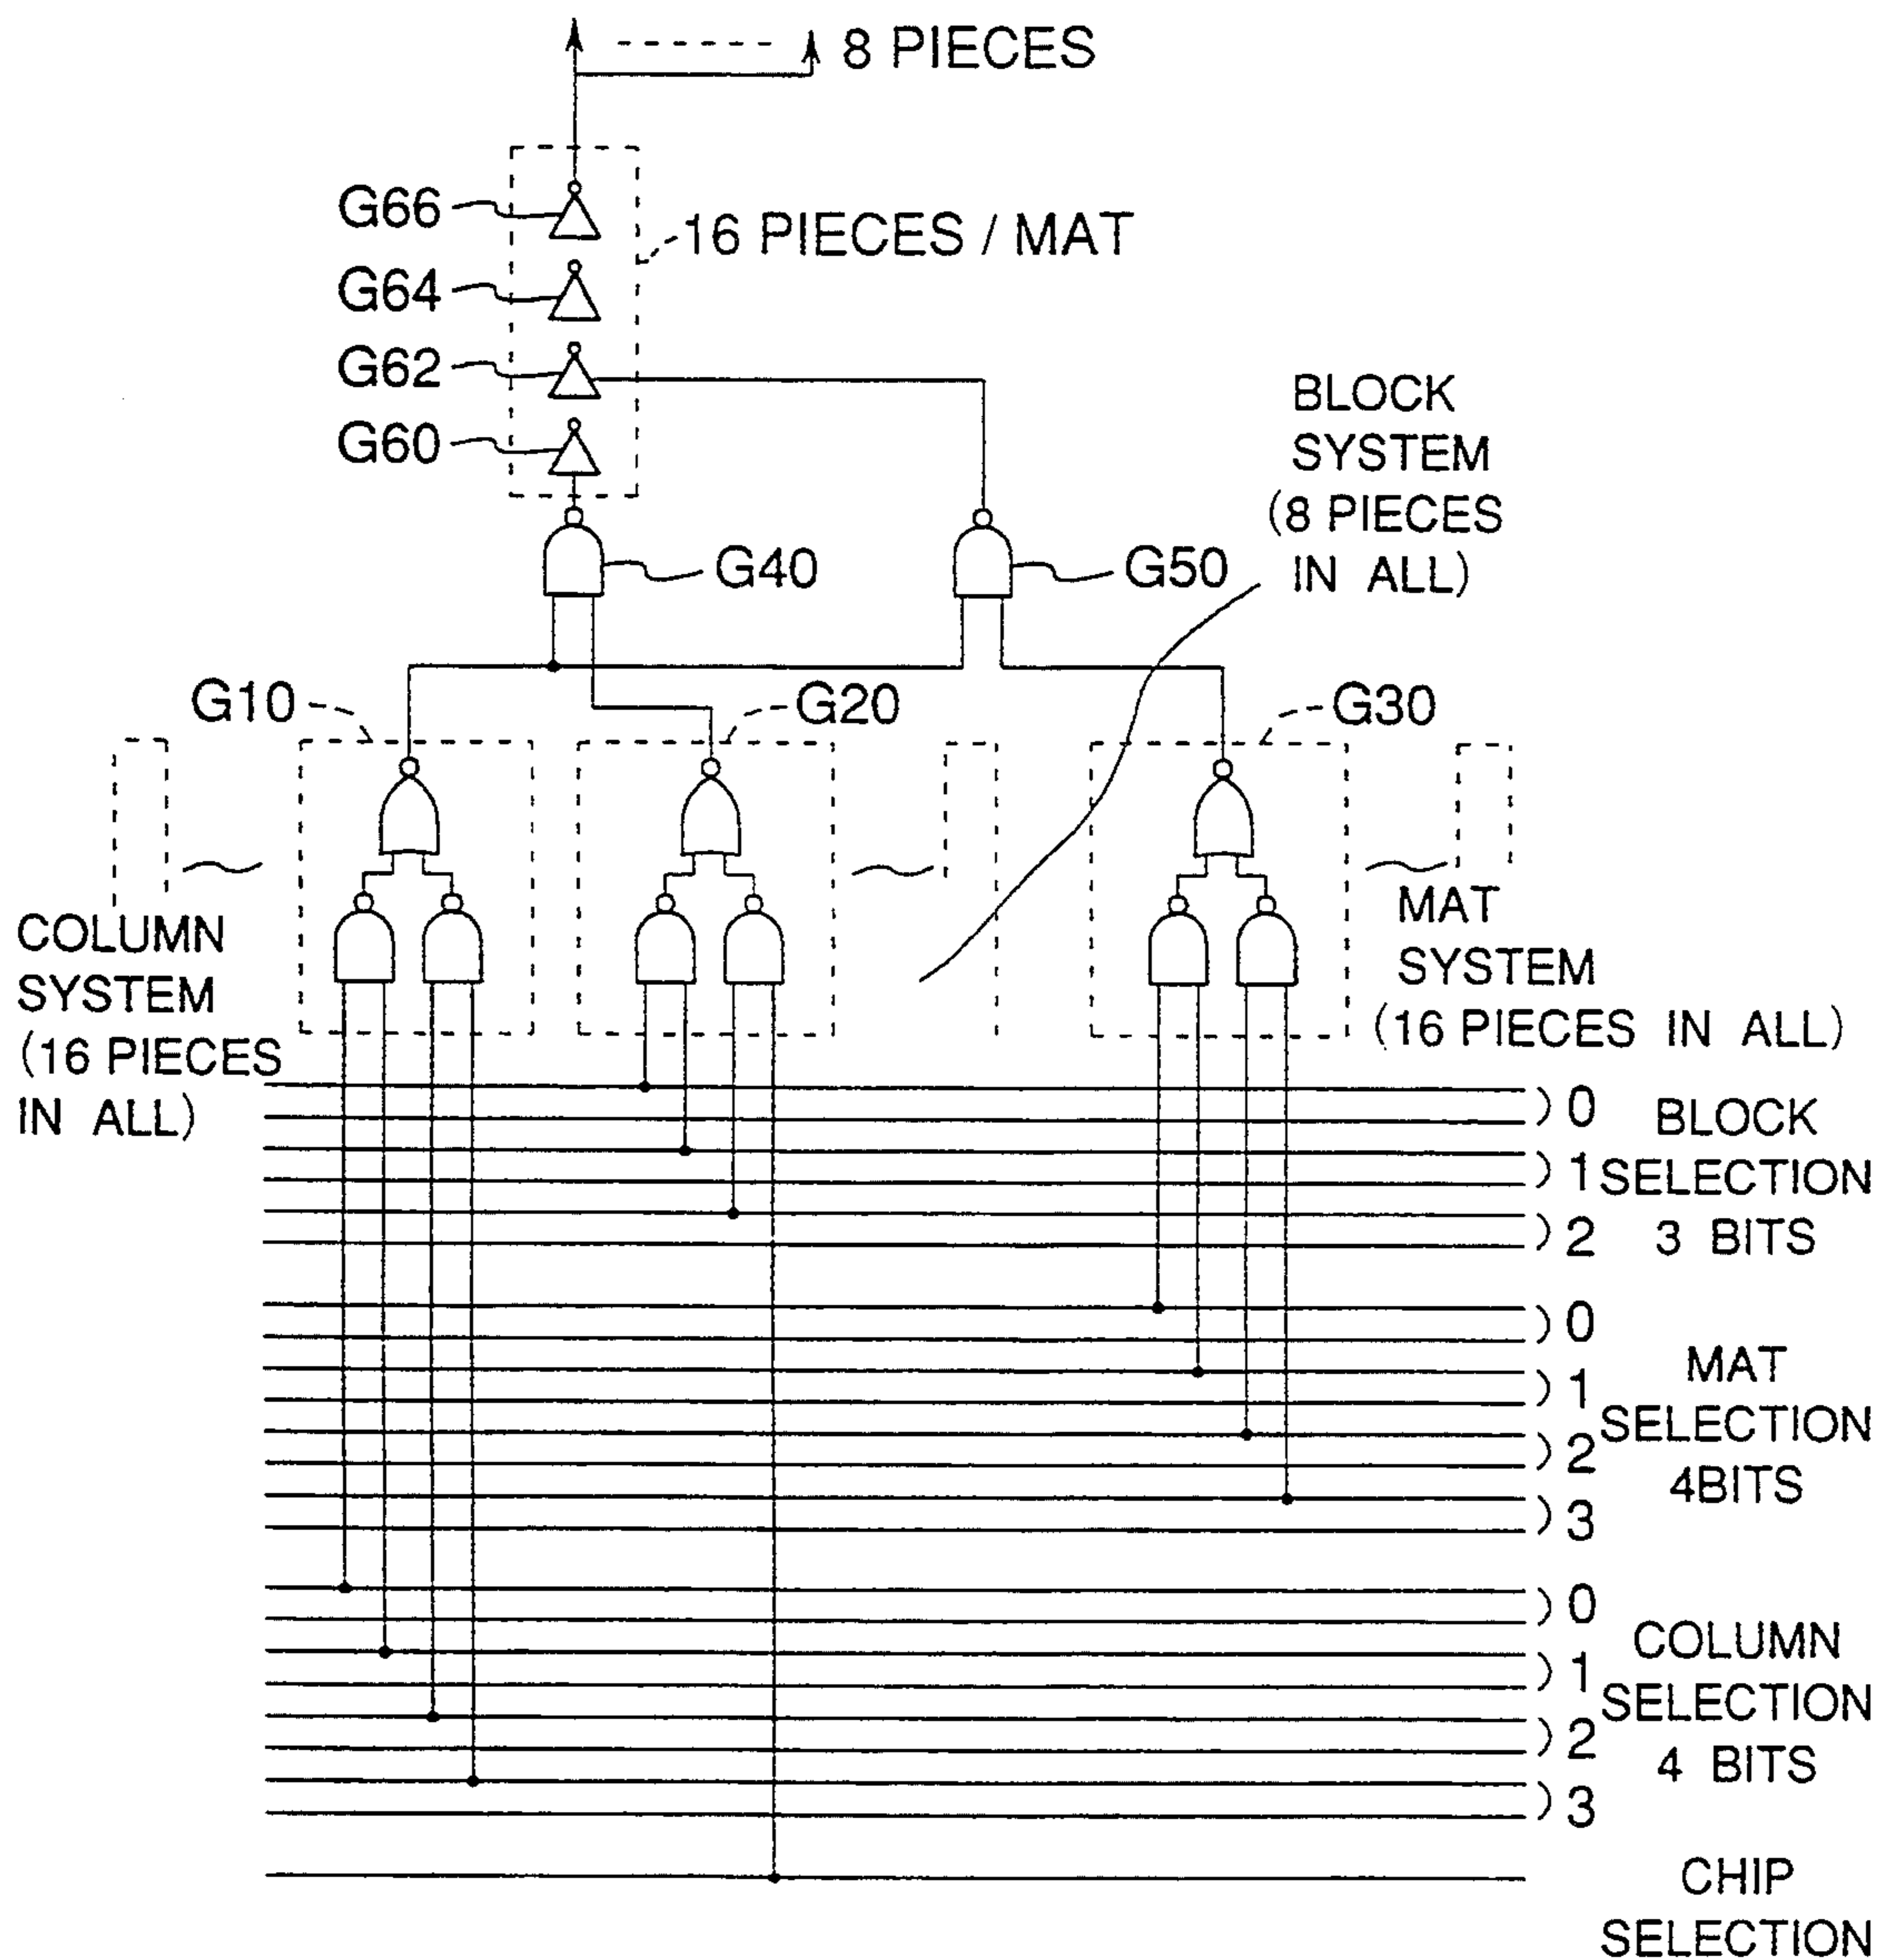 8 PIECES
G66
16 PIECES / MAT
G64
G62
G60
BLOCK
SYSTEM
(8 PIECES
IN ALL)
G40
G50
G10
G20
G30
COLUMN
SYSTEM
(16 PIECES
IN ALL)
MAT
SYSTEM
(16 PIECES IN ALL)
0
1
2
BLOCK
SELECTION
3 BITS
0
1
2
3
MAT
SELECTION
4BITS
0
1
2
3
COLUMN
SELECTION
4 BITS
CHIP
SELECTION